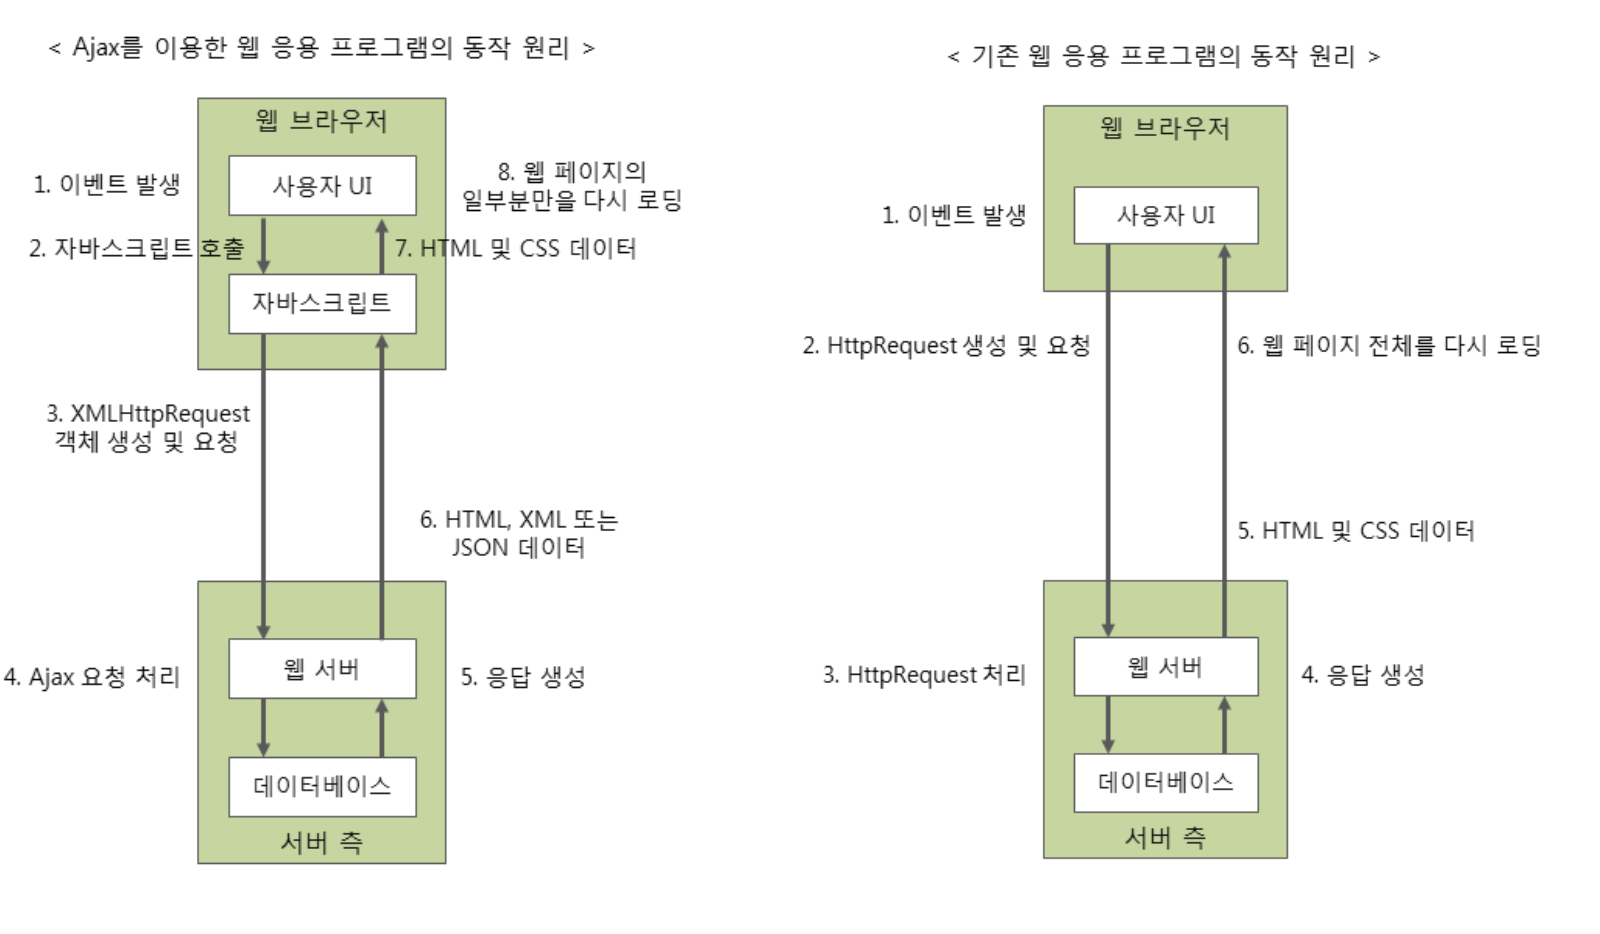 < Ajax를 이용한 웹 응용 프로그램의 동작 원리 >
웹 브라우저
1. 이벤트 발생
사용자 UI
8. 웹 페이지의
일부분만을 다시 로딩
2. 자바스크립트 호출
7. HTML 및 CSS 데이터
자바스크립트
3. XMLHttpRequest
객체 생성 및 요청
6. HTML, XML 또는
JSON 데이터
4. Ajax 요청 처리
웹 서버
5. 응답 생성
데이터베이스
서버 측
< 기존 웹 응용 프로그램의 동작 원리 >
웹 브라우저
1. 이벤트 발생
사용자 UI
2. HttpRequest 생성 및 요청
6. 웹 페이지 전체를 다시 로딩
5. HTML 및 CSS 데이터
3. HttpRequest 처리
웹 서버
4. 응답 생성
데이터베이스
서버 측